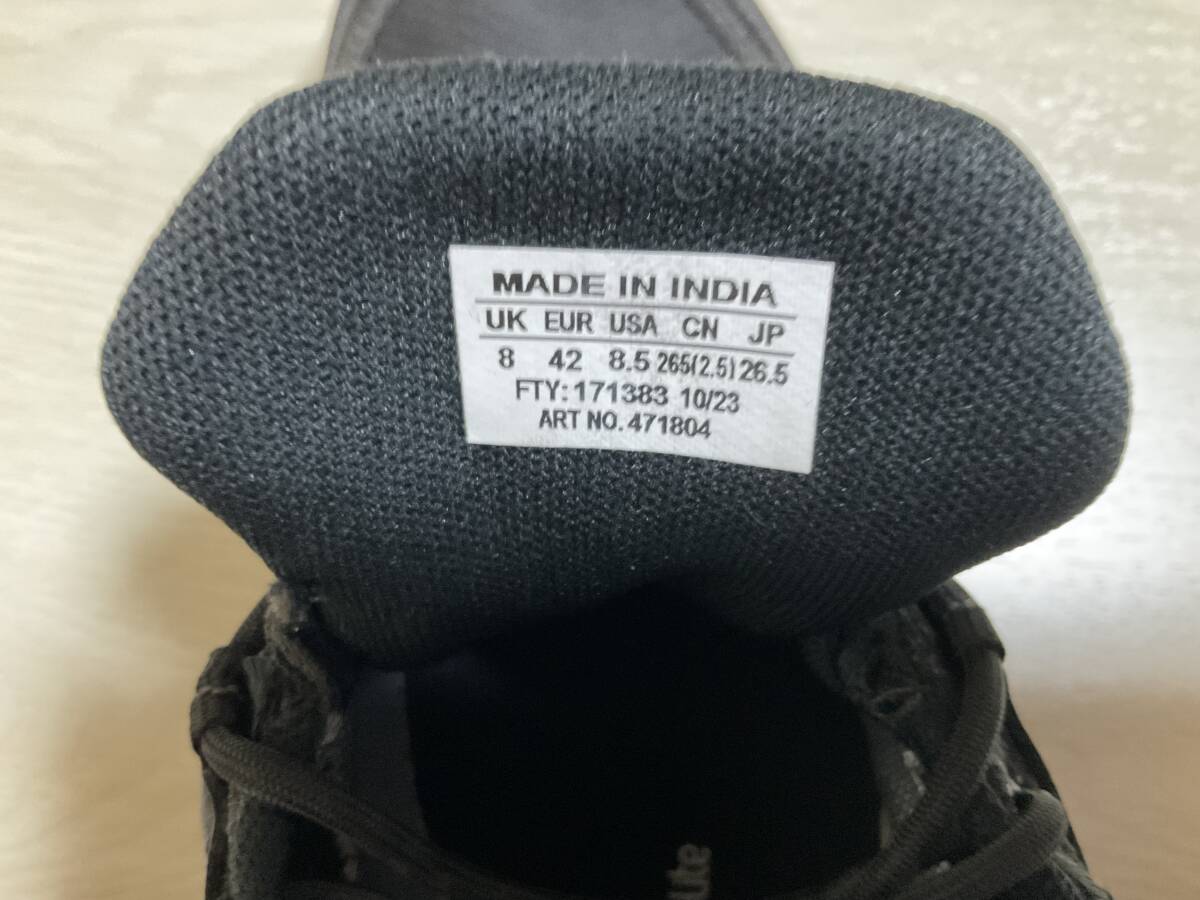 MADE IN INDIA
UK EUR USA CN JP
8 42 8.5 265(2.5) 26.5
FTY: 171383 10/23
ART NO. 471804